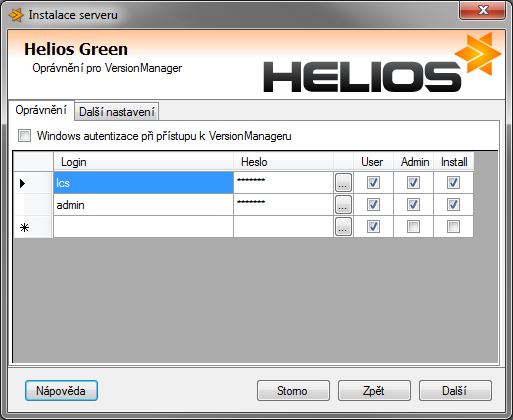 Instalace serveru
Helios Green
Oprávnění pro VersionManager
HELIOS
Oprávnění
Další nastavení
Windows autentizace při přístupu k VersionManageru
Login Heslo User Admin Install
lcs ******* ...
admin ******* ...
...
Nápověda Storno Zpět Další